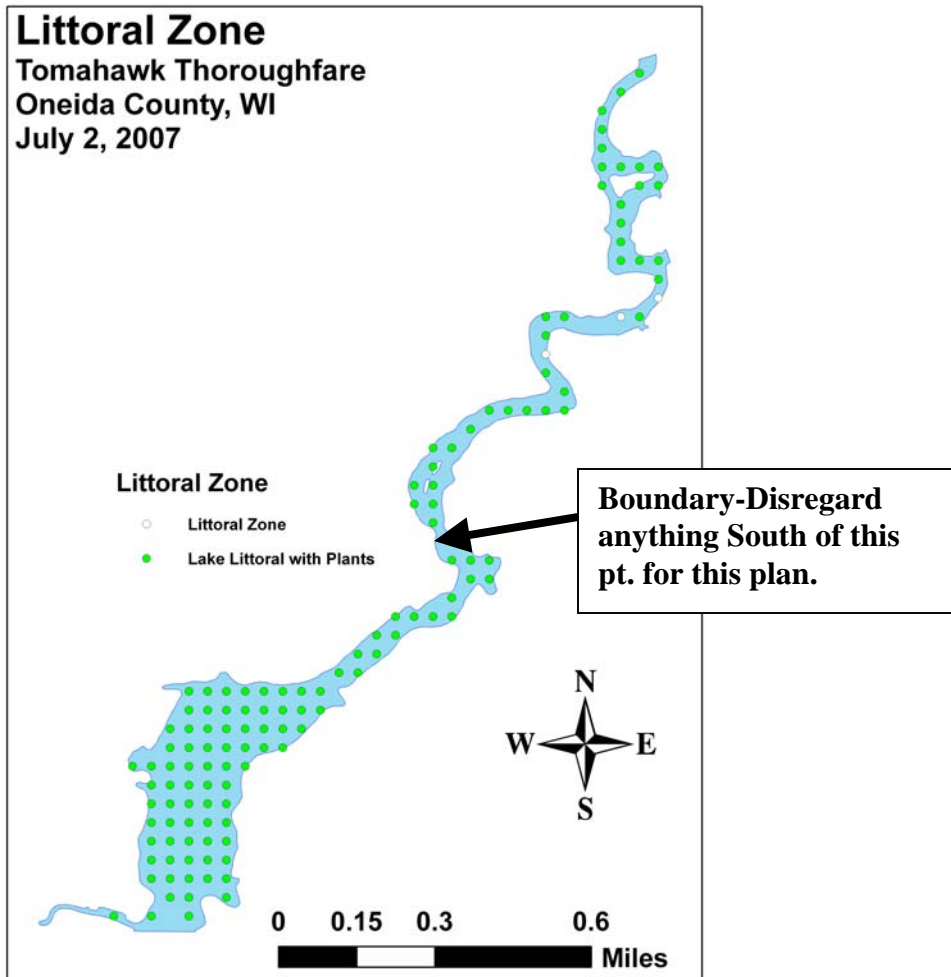 Littoral Zone
Tomahawk Thoroughfare
Oneida County, WI
July 2, 2007
Littoral Zone
Littoral Zone
Lake Littoral with Plants
Boundary-Disregard
anything South of this
pt. for this plan.
N
W E
S
0 0.15 0.3 0.6
Miles